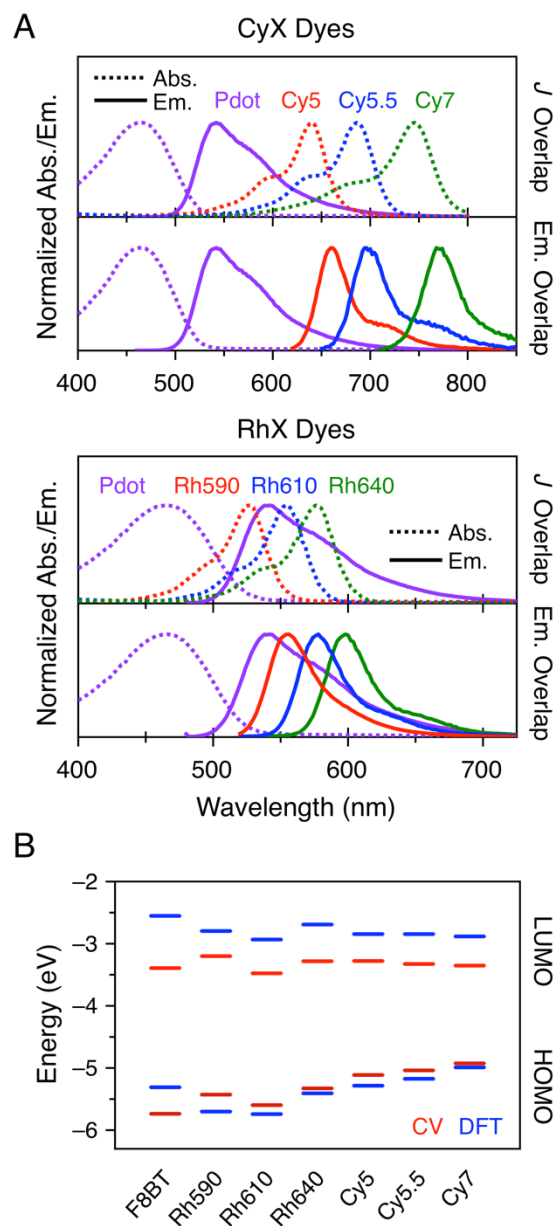 A
CyX Dyes
Abs.
Em.
Pdot Cy5 Cy5.5 Cy7
Normalized Abs./Em.
J Overlap
Em. Overlap
400 500 600 700 800
RhX Dyes
Pdot Rh590 Rh610 Rh640
Abs.
Em.
Normalized Abs./Em.
J Overlap
Em. Overlap
400 500 600 700
Wavelength (nm)
B
−2
−3
−4
−5
−6
Energy (eV)
LUMO
HOMO
CV DFT
F8BT Rh590 Rh610 Rh640 Cy5 Cy5.5 Cy7